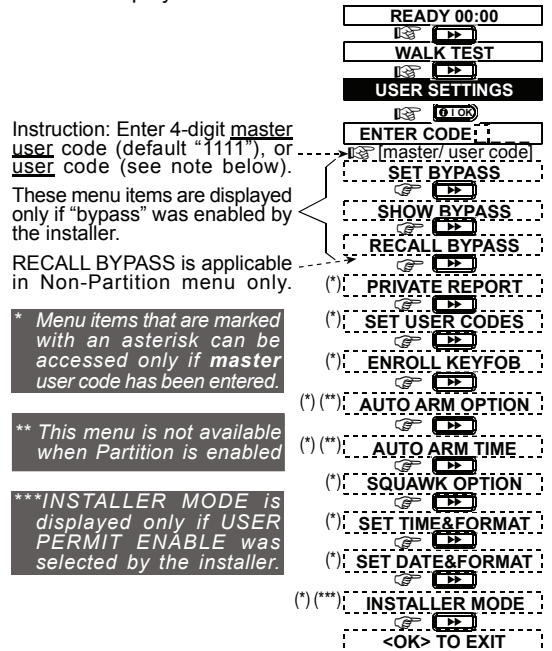 READY 00:00
WALK TEST
USER SETTINGS
OK
ENTER CODE
[master/ user code]
Instruction: Enter 4-digit master
user code (default "1111"), or
user code (see note below).
These menu items are displayed
only if "bypass" was enabled by
the installer.
RECALL BYPASS is applicable
in Non-Partition menu only.
* Menu items that are marked
with an asterisk can be
accessed only if master
user code has been entered.
** This menu is not available
when Partition is enabled
***INSTALLER MODE is
displayed only if USER
PERMIT ENABLE was
selected by the installer.
SET BYPASS
SHOW BYPASS
RECALL BYPASS
(*) PRIVATE REPORT
(*) SET USER CODES
(*) ENROLL KEYFOB
(*) (**) AUTO ARM OPTION
(*) (**) AUTO ARM TIME
(*) SQUAWK OPTION
(*) SET TIME&FORMAT
(*) SET DATE&FORMAT
(*) (***) INSTALLER MODE
<OK> TO EXIT